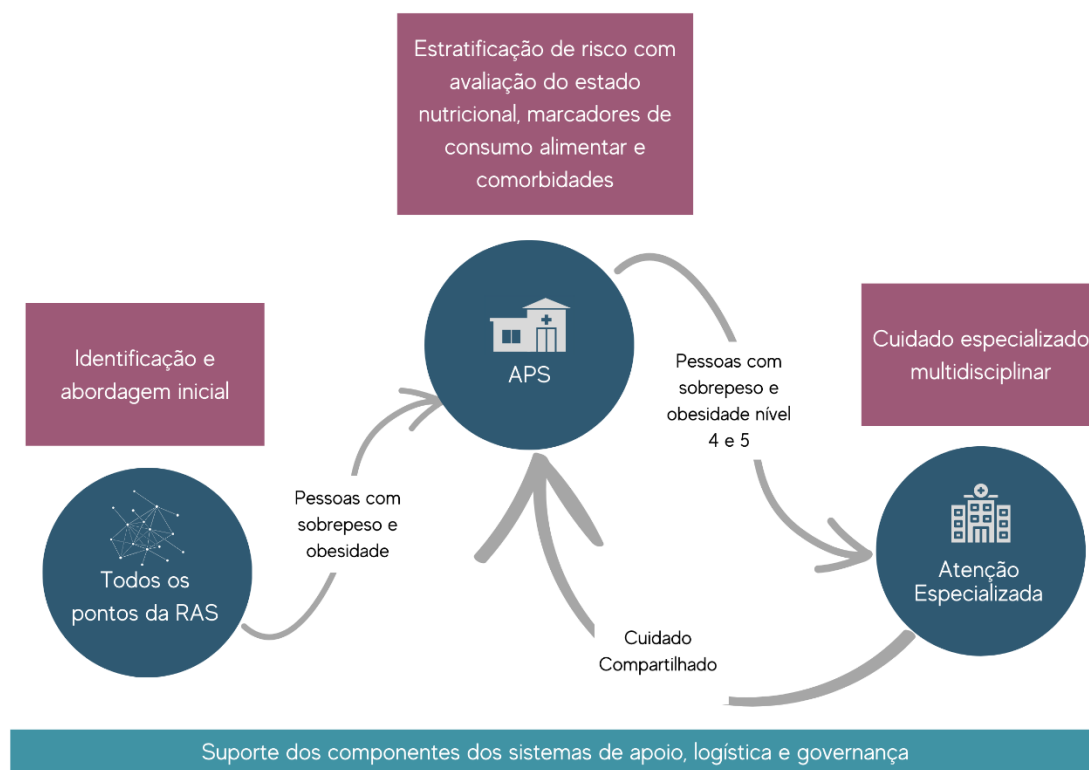 Estratificação de risco com
avaliação do estado
nutricional, marcadores de
consumo alimentar e
comorbidades
Identificação e
abordagem inicial
APS
Pessoas com
sobrepeso e
obesidade nível
4 e 5
Cuidado especializado
multidisciplinar
Todos os
pontos da RAS
Pessoas com
sobrepeso e
obesidade
Atenção
Especializada
Cuidado
Compartilhado
Suporte dos componentes dos sistemas de apoio, logística e governança